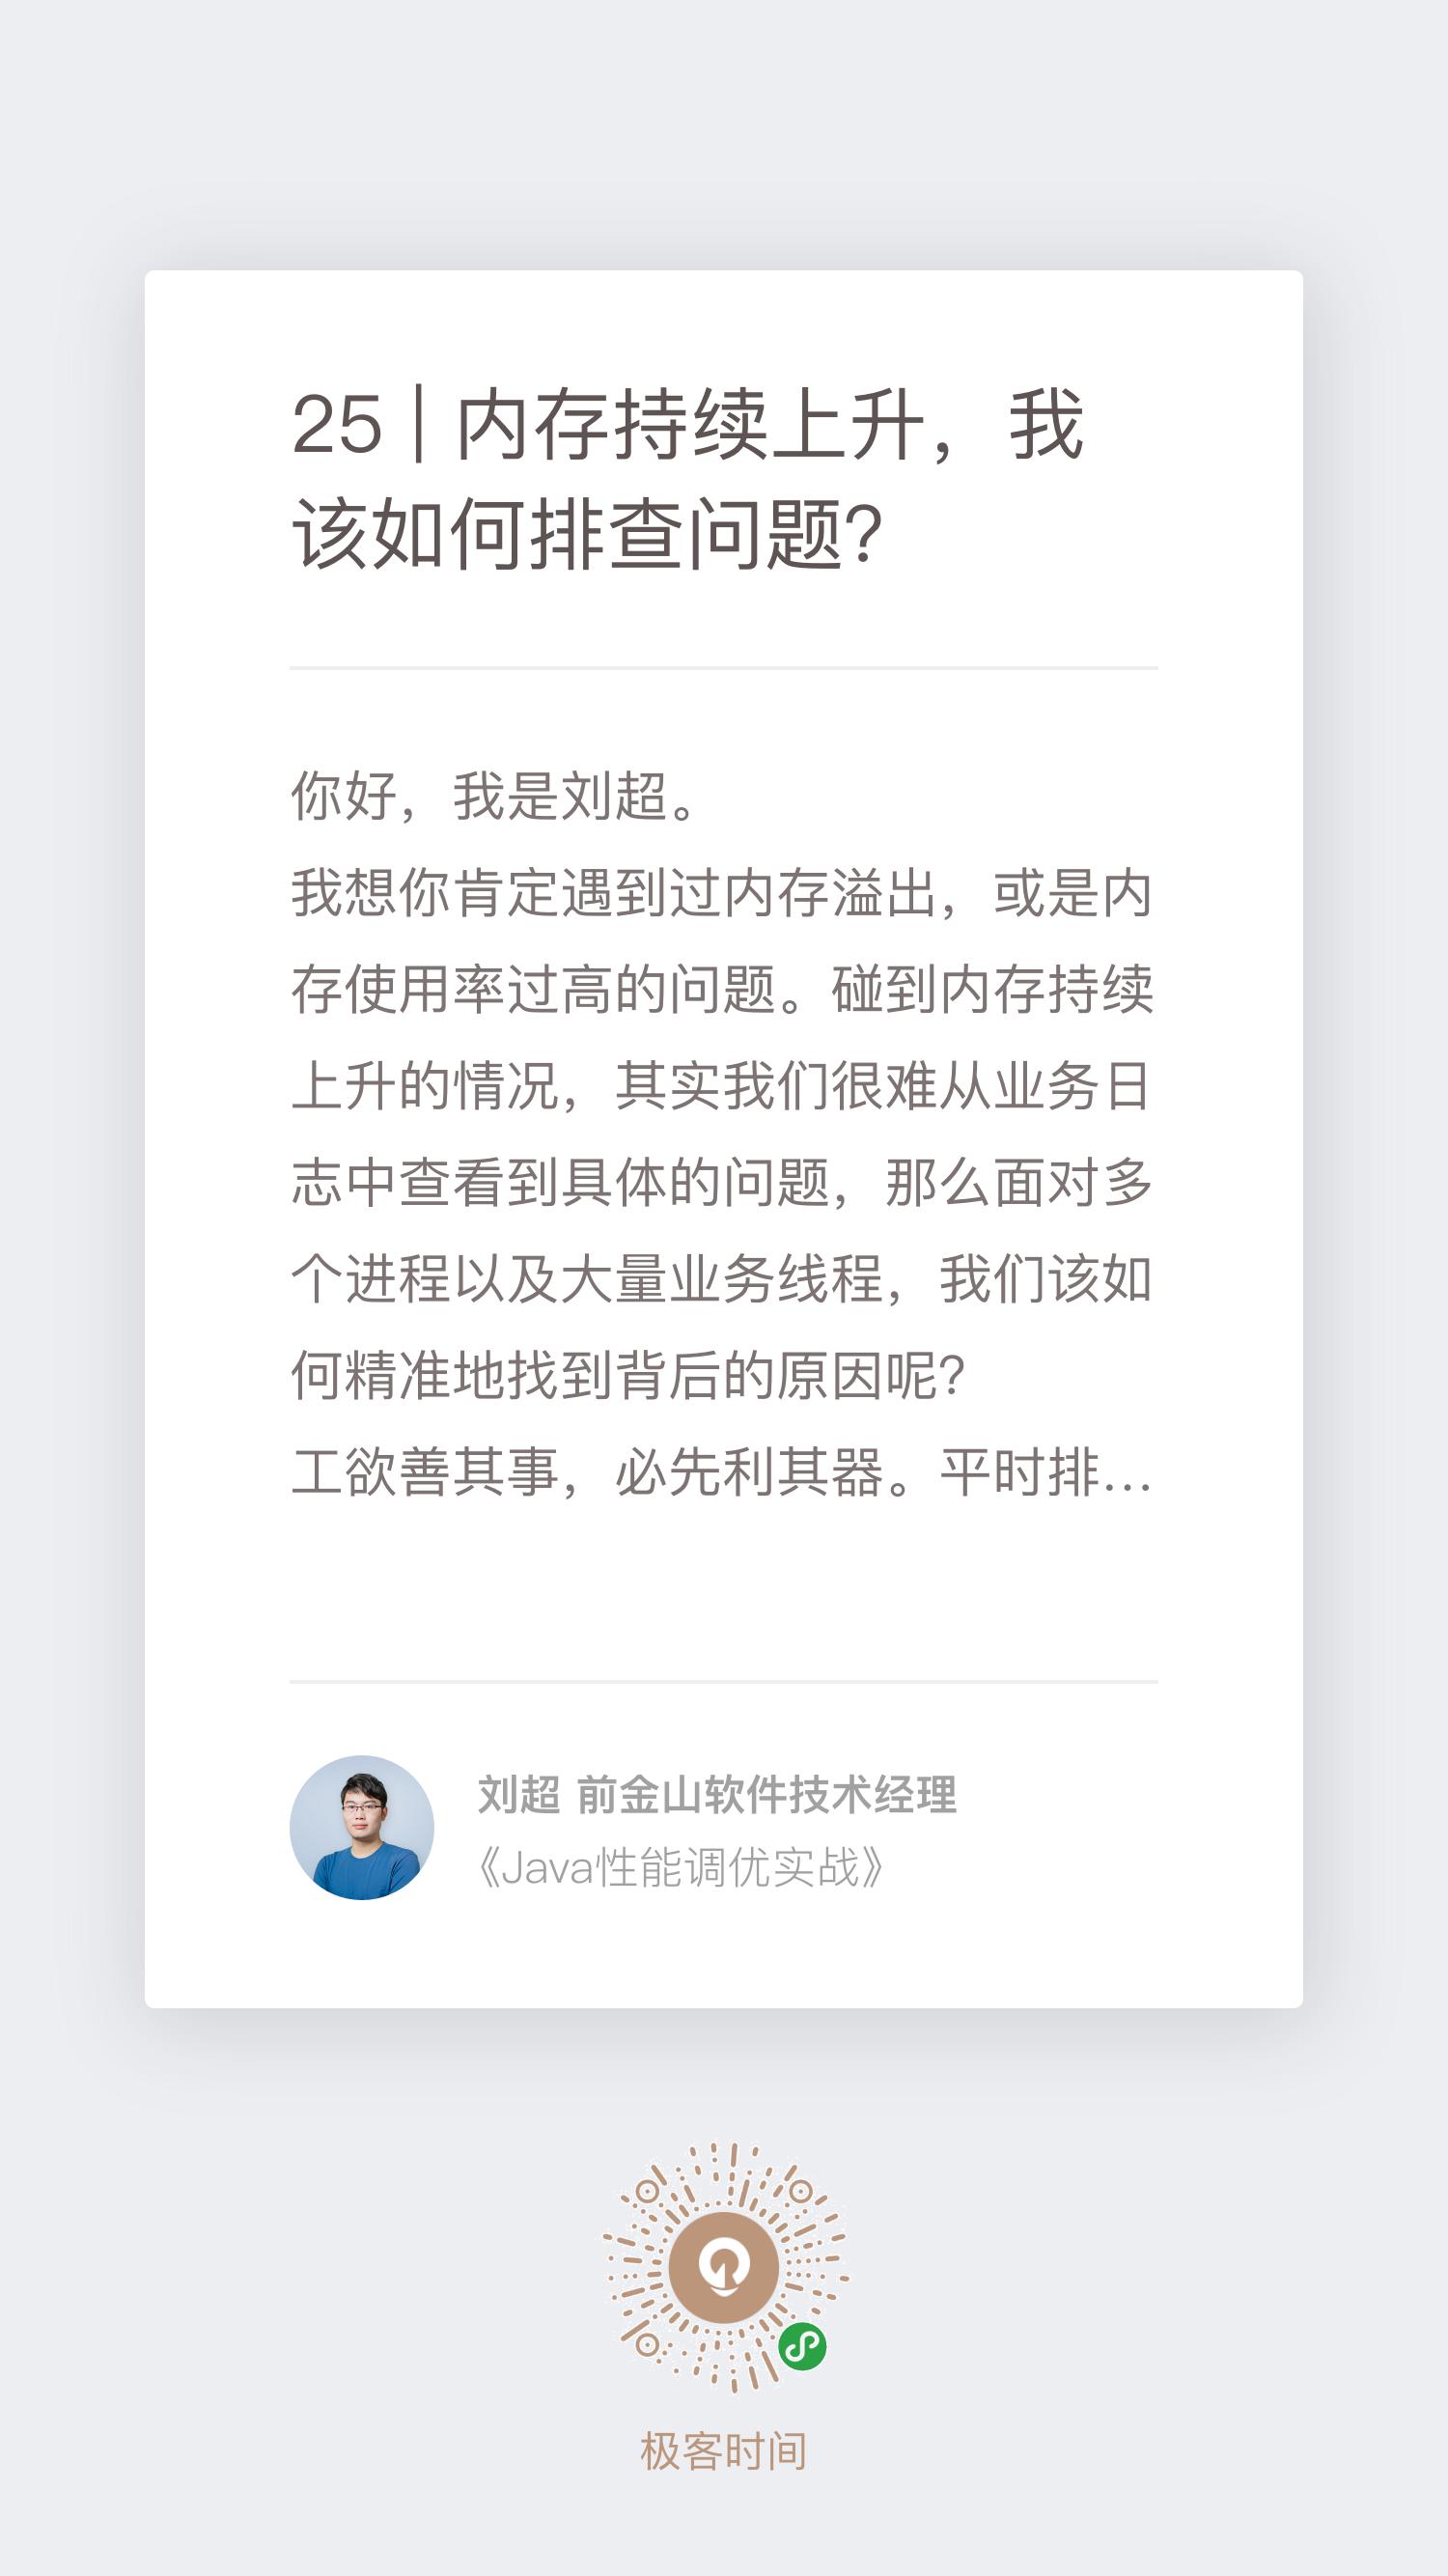 25 | 内存持续上升，我
该如何排查问题？
你好，我是刘超。
我想你肯定遇到过内存溢出，或是内
存使用率过高的问题。碰到内存持续
上升的情况，其实我们很难从业务日
志中查看到具体的问题，那么面对多
个进程以及大量业务线程，我们该如
何精准地找到背后的原因呢？
工欲善其事，必先利其器。平时排...
刘超 前金山软件技术经理
《Java性能调优实战》
极客时间